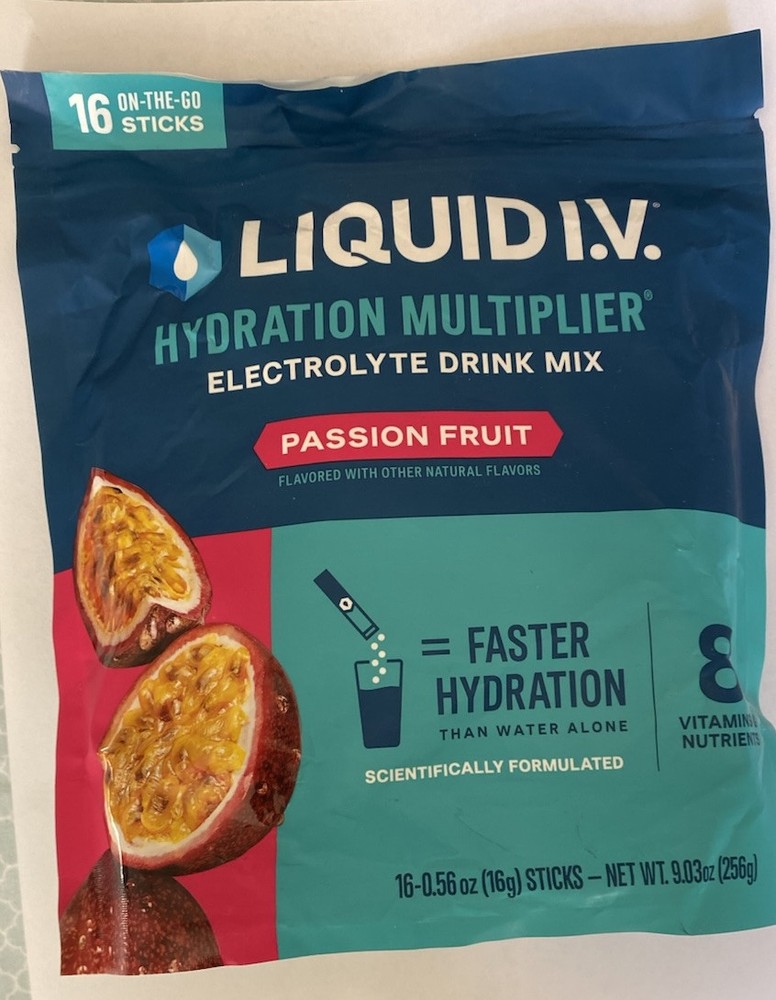 16 ON-THE-GO
STICKS
LIQUID I.V.®
HYDRATION MULTIPLIER®
ELECTROLYTE DRINK MIX
PASSION FRUIT
FLAVORED WITH OTHER NATURAL FLAVORS
= FASTER
HYDRATION
THAN WATER ALONE
SCIENTIFICALLY FORMULATED
8
VITAMINS
NUTRIENTS
16-0.56 oz (16g) STICKS – NET WT. 9.03oz (256g)